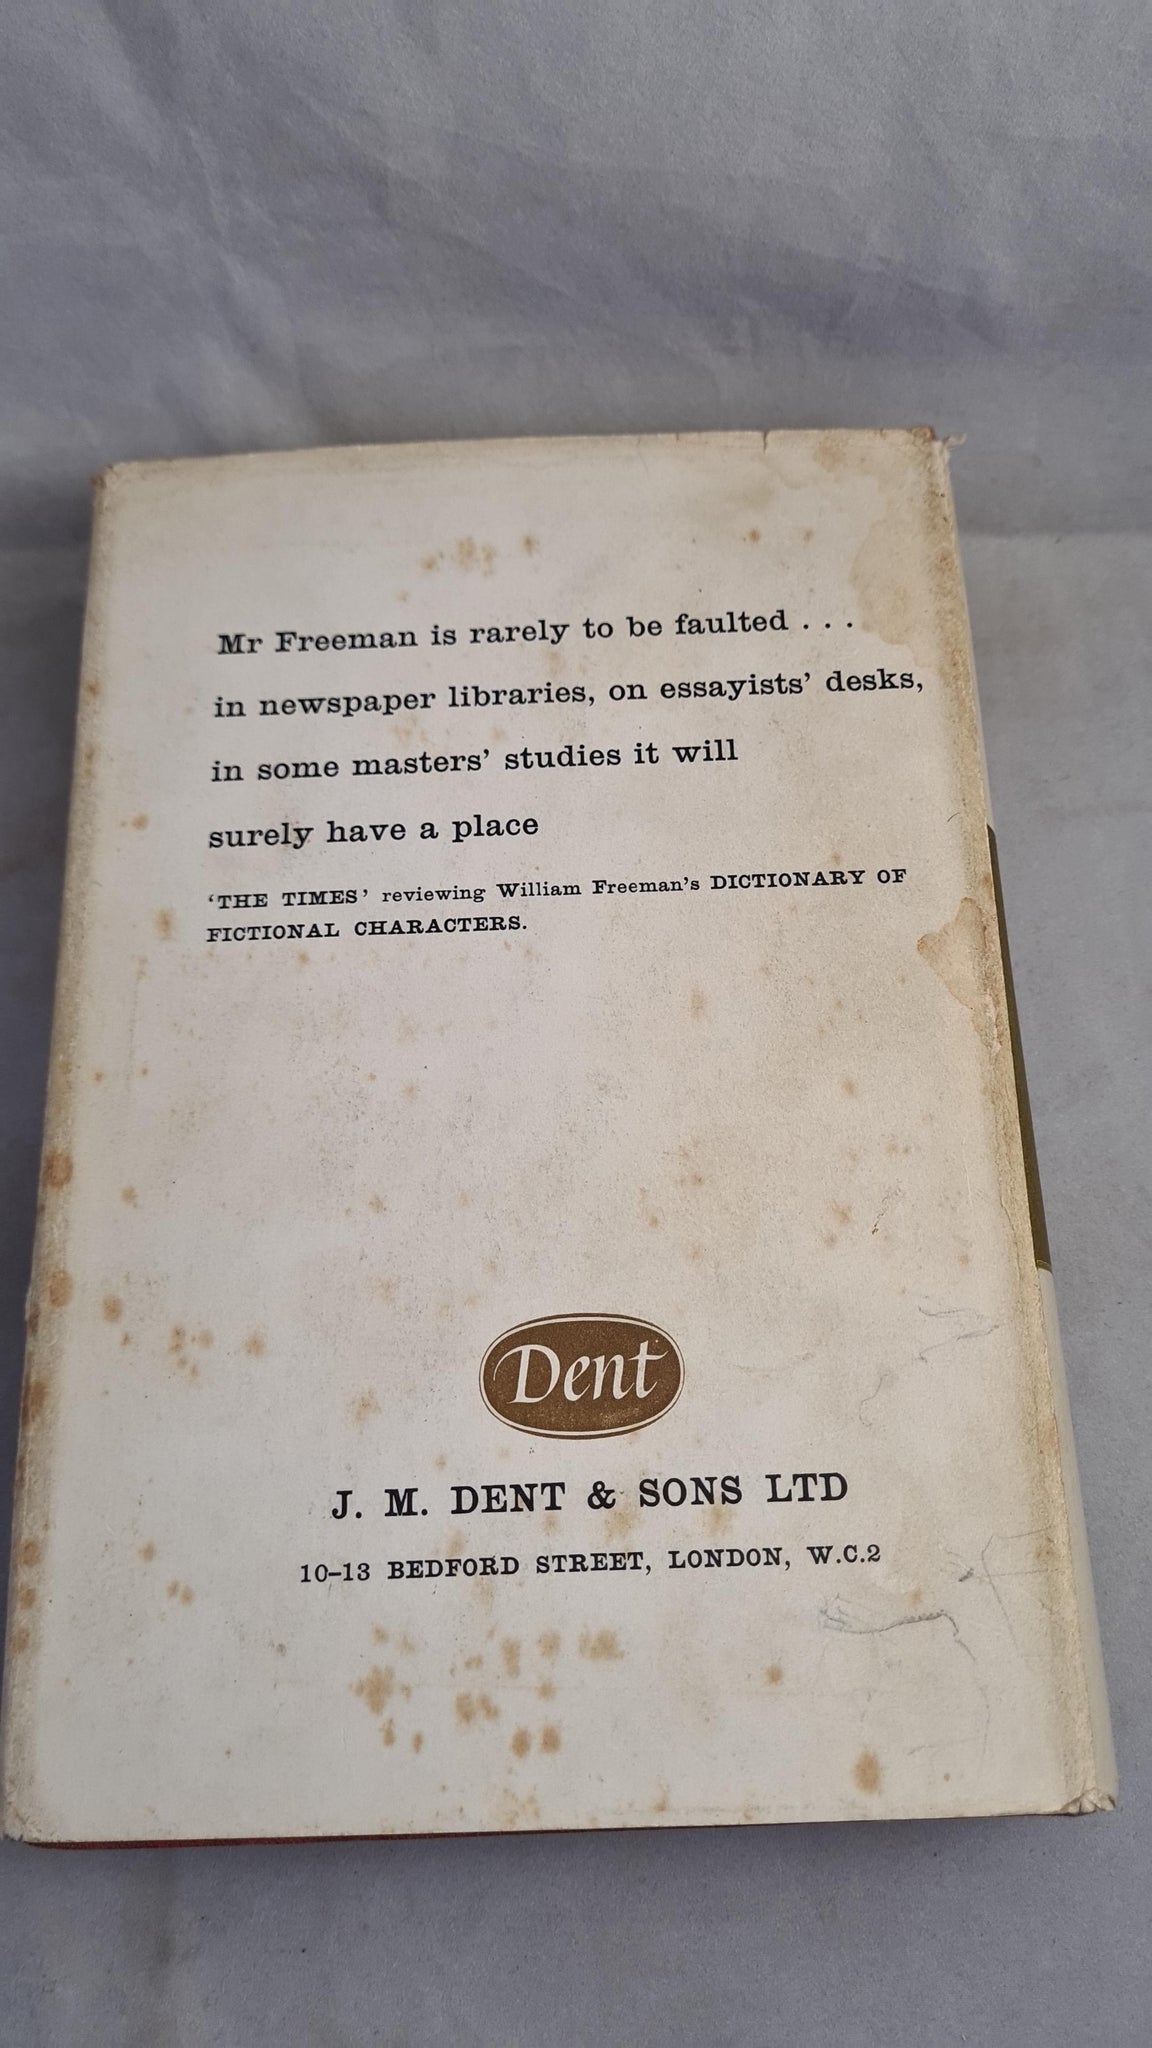 Mr Freeman is rarely to be faulted . . .
in newspaper libraries, on essayists' desks,
in some masters' studies it will
surely have a place
'THE TIMES' reviewing William Freeman's DICTIONARY OF
FICTIONAL CHARACTERS.
Dent
J. M. DENT & SONS LTD
10–13 BEDFORD STREET, LONDON, W.C.2